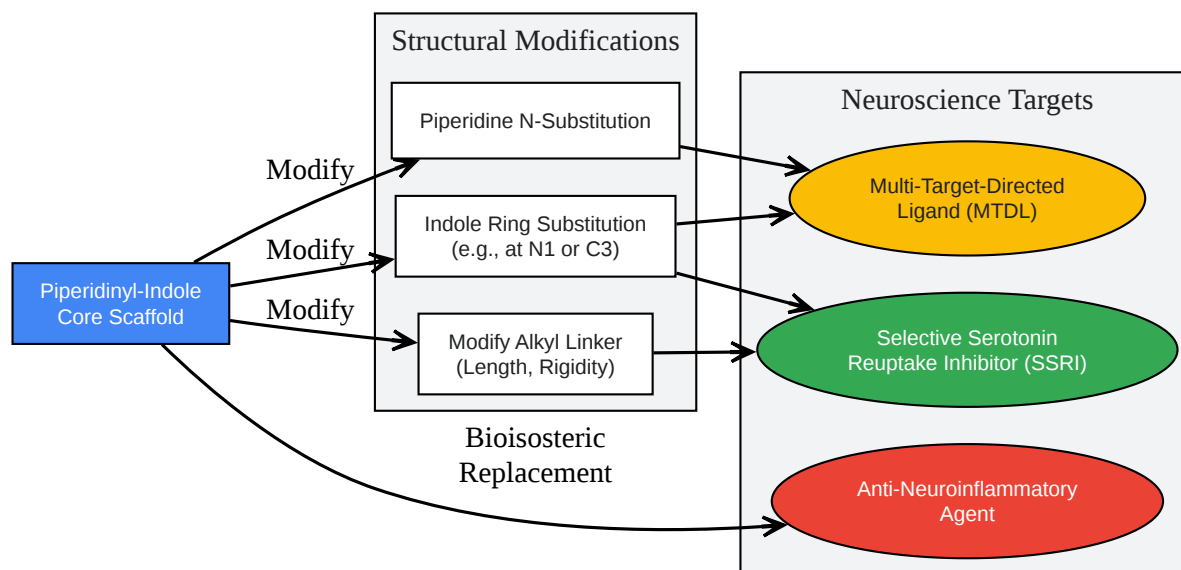 Structural Modifications
Neuroscience Targets
Piperidine N-Substitution
Modify
Multi-Target-Directed
Ligand (MTDL)
Indole Ring Substitution
(e.g., at N1 or C3)
Modify
Piperidinyl-Indole
Core Scaffold
Modify
Modify Alkyl Linker
(Length, Rigidity)
Selective Serotonin
Reuptake Inhibitor (SSRI)
Bioisosteric
Replacement
Anti-Neuroinflammatory
Agent